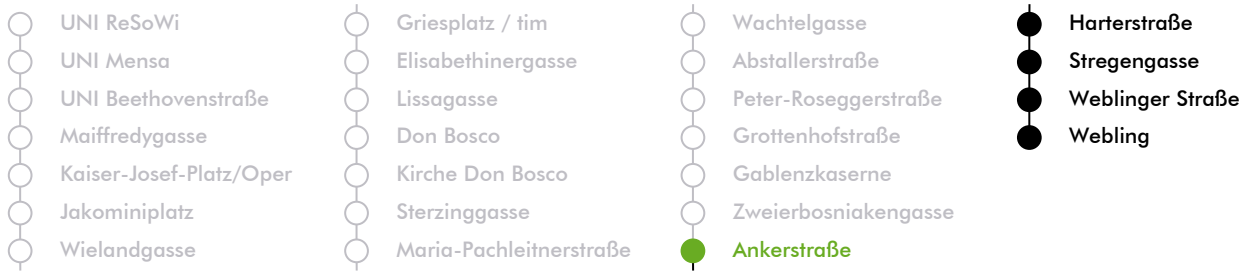 UNI ReSoWi
UNI Mensa
UNI Beethovenstraße
Maiffredygasse
Kaiser-Josef-Platz/Oper
Jakominiplatz
Wielandgasse
Griesplatz / tim
Elisabethinergasse
Lissagasse
Don Bosco
Kirche Don Bosco
Sterzinggasse
Maria-Pachleitnerstraße
Wachtelgasse
Abstallerstraße
Peter-Roseggerstraße
Grottenhofstraße
Gablenzkaserne
Zweierbosniakengasse
Ankerstraße
Harterstraße
Stregengasse
Weblinger Straße
Webling